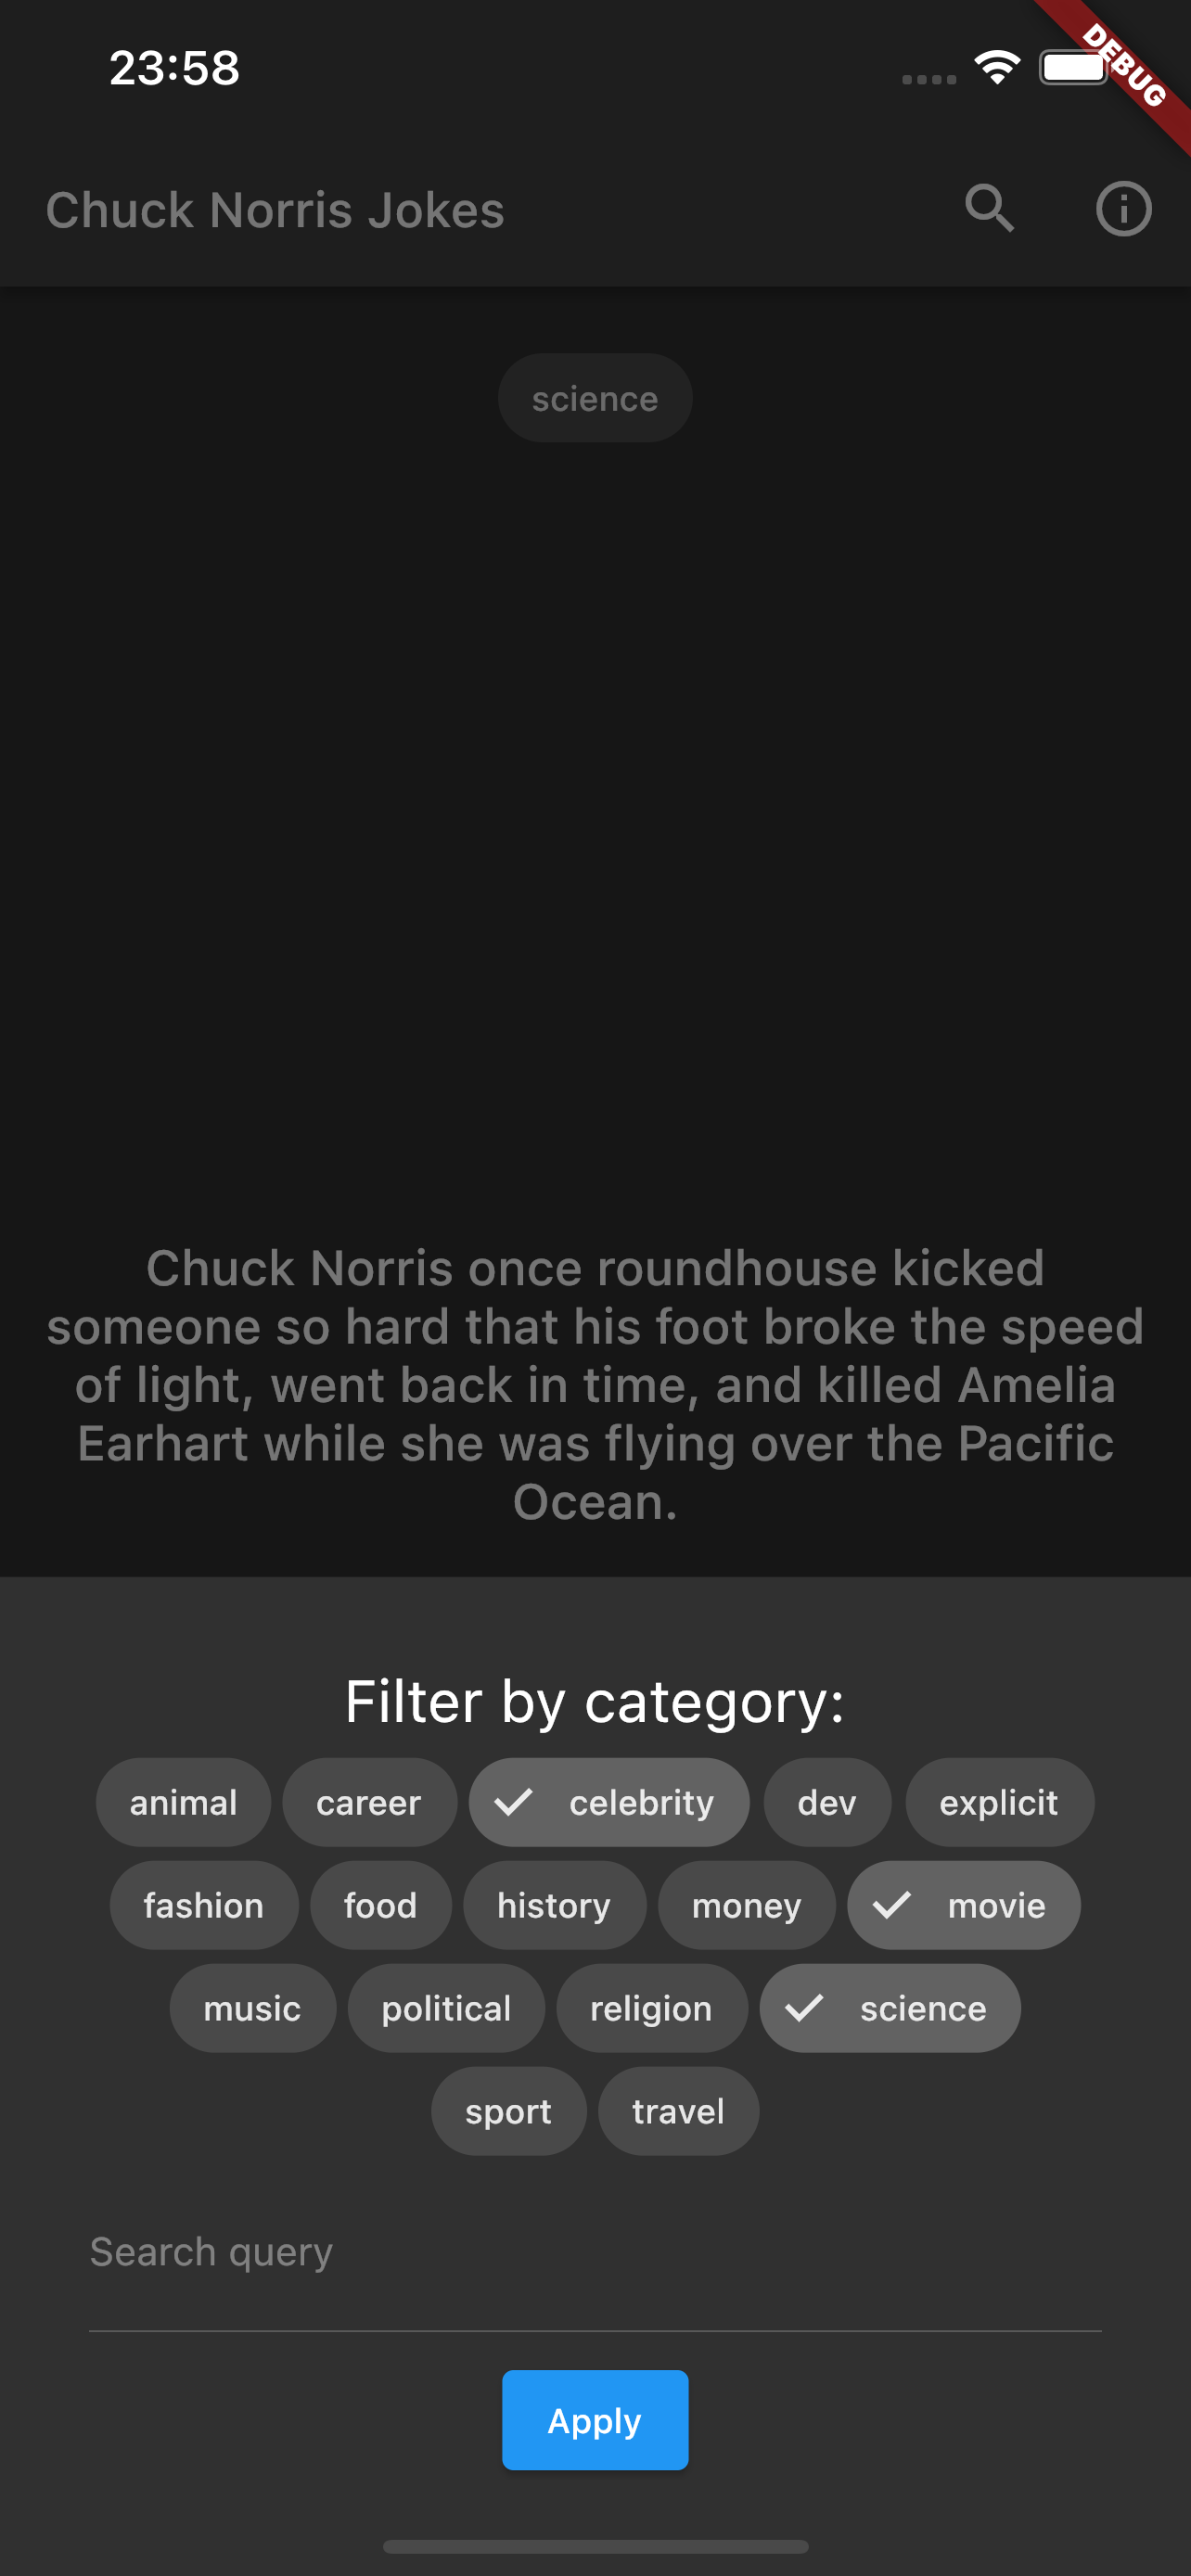 23:58
DEBUG
Chuck Norris Jokes
science
Chuck Norris once roundhouse kicked
someone so hard that his foot broke the speed
of light, went back in time, and killed Amelia
Earhart while she was flying over the Pacific
Ocean.
Filter by category:
animal career celebrity dev explicit
fashion food history money movie
music political religion science
sport travel
Search query
Apply